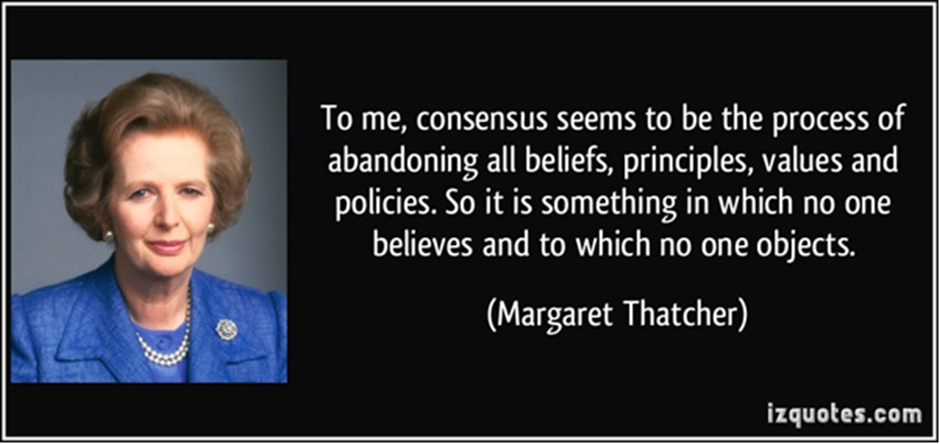 To me, consensus seems to be the process of
abandoning all beliefs, principles, values and
policies. So it is something in which no one
believes and to which no one objects.
(Margaret Thatcher)
izquotes.com